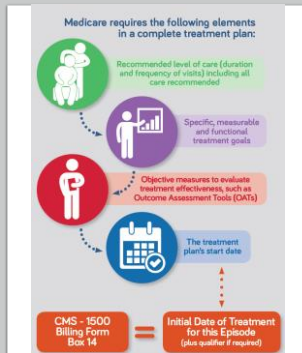 Medicare requires the following elements
in a complete treatment plan:
Recommended level of care (duration
and frequency of visits) including all
care recommended
Specific, measurable
and functional
treatment goals
Objective measures to evaluate
treatment effectiveness, such as
Outcome Assessment Tools (OATs)
The treatment
plan's start date
CMS - 1500
Billing Form
Box 14
=
Initial Date of Treatment
for this Episode
(plus qualifier if required)